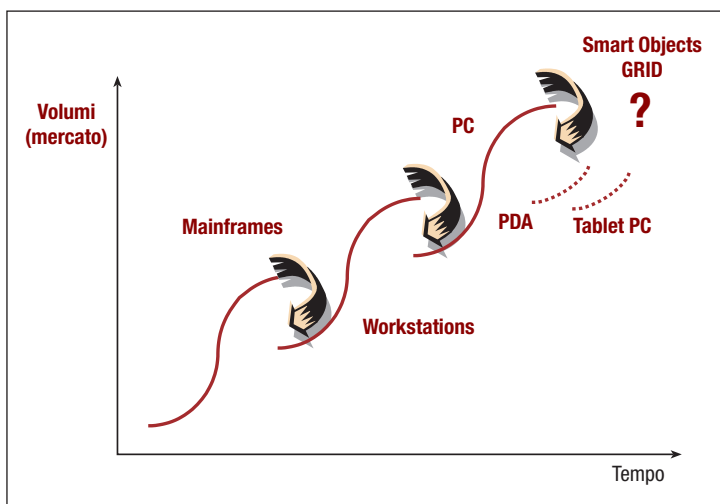 Smart Objects
GRID
?
Volumi
(mercato)
PC
Mainframes
PDA
Tablet PC
Workstations
Tempo